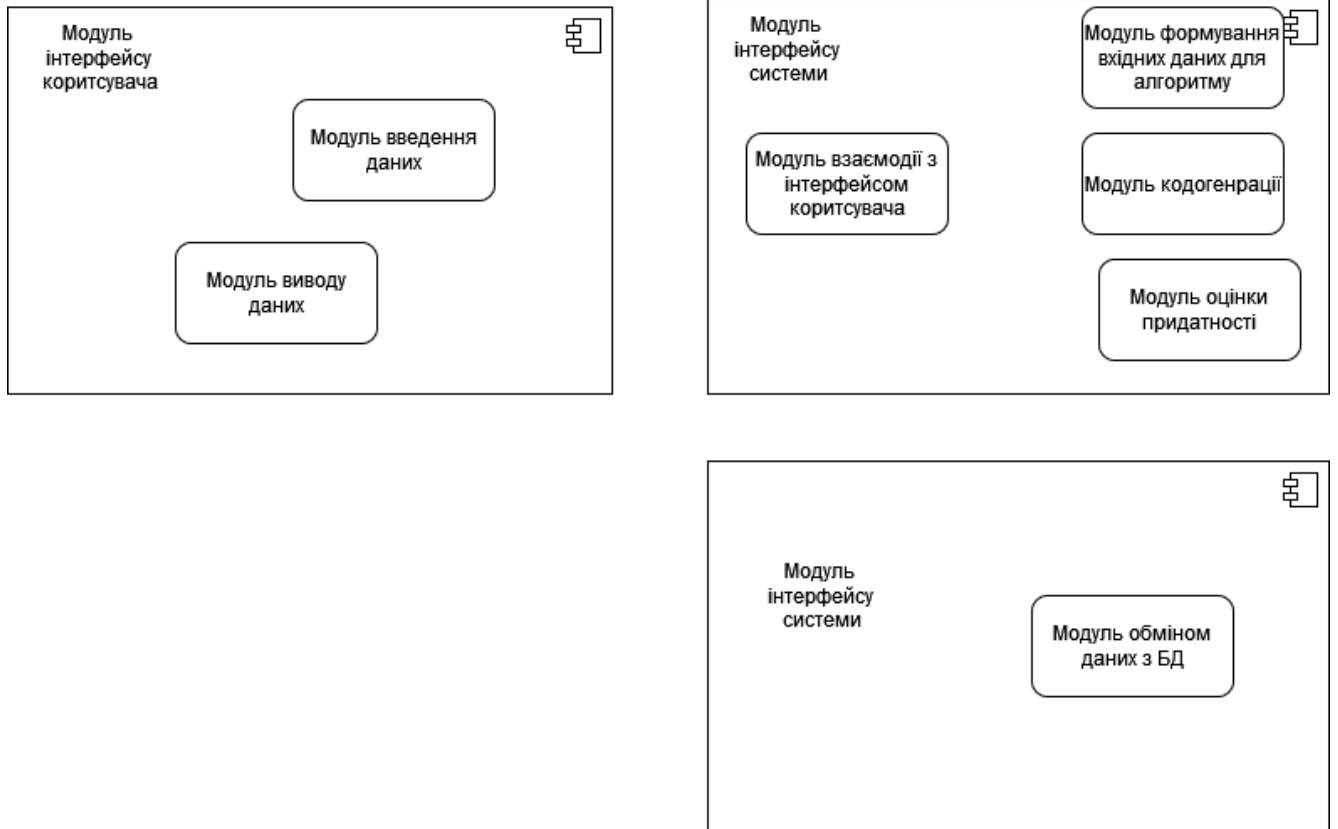 Модуль
інтерфейсу
коритсувача
Модуль введення
даних
Модуль виводу
даних
Модуль
інтерфейсу
системи
Модуль формування
вхідних даних для
алгоритму
Модуль взаємодії з
інтерфейсом
коритсувача
Модуль кодогенрації
Модуль оцінки
придатності
Модуль
інтерфейсу
системи
Модуль обміном
даних з БД